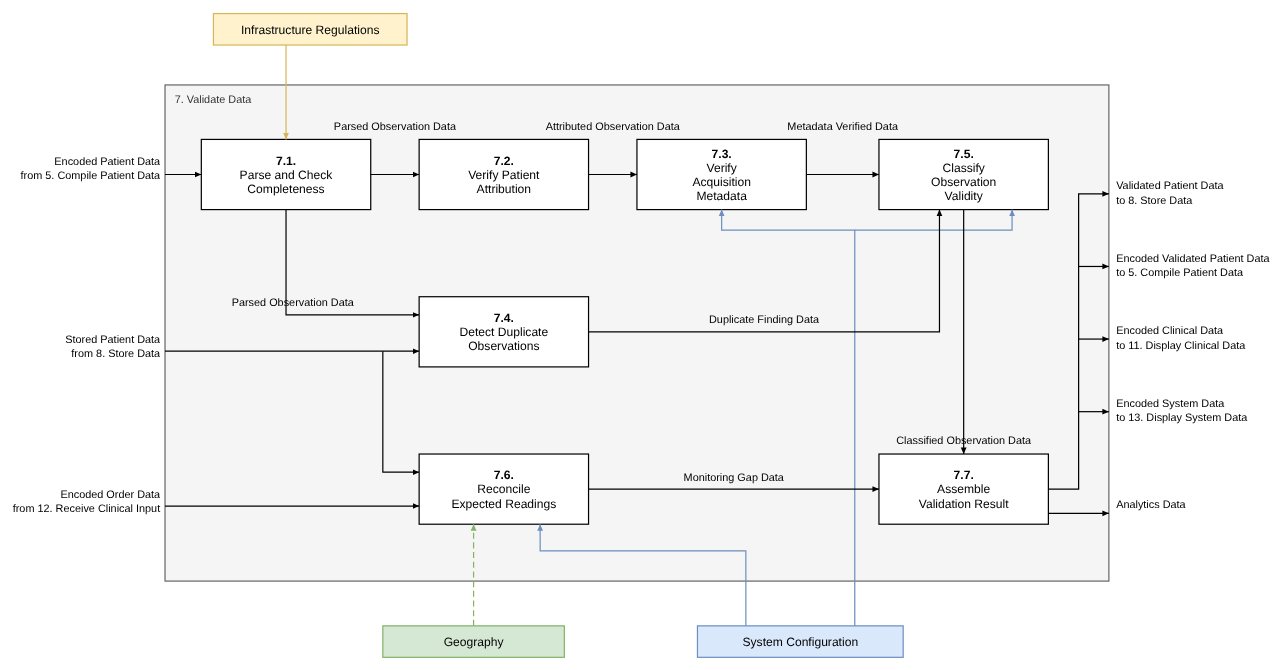 Infrastructure Regulations
7. Validate Data
Parsed Observation Data
Attributed Observation Data
Metadata Verified Data
Encoded Patient Data
from 5. Compile Patient Data
7.1.
Parse and Check
Completeness
7.2.
Verify Patient
Attribution
7.3.
Verify
Acquisition
Metadata
7.5.
Classify
Observation
Validity
Validated Patient Data
to 8. Store Data
Encoded Validated Patient Data
to 5. Compile Patient Data
Parsed Observation Data
7.4.
Detect Duplicate
Observations
Duplicate Finding Data
Stored Patient Data
from 8. Store Data
Encoded Clinical Data
to 11. Display Clinical Data
Encoded System Data
to 13. Display System Data
Classified Observation Data
Encoded Order Data
from 12. Receive Clinical Input
7.6.
Reconcile
Expected Readings
Monitoring Gap Data
7.7.
Assemble
Validation Result
Analytics Data
Geography
System Configuration